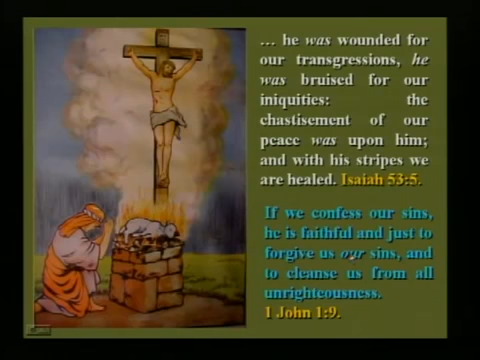 … he was wounded for
our transgressions, he
was bruised for our
iniquities: the
chastisement of our
peace was upon him;
and with his stripes we
are healed. Isaiah 53:5.
If we confess our sins,
he is faithful and just to
forgive us our sins, and
to cleanse us from all
unrighteousness.
1 John 1:9.